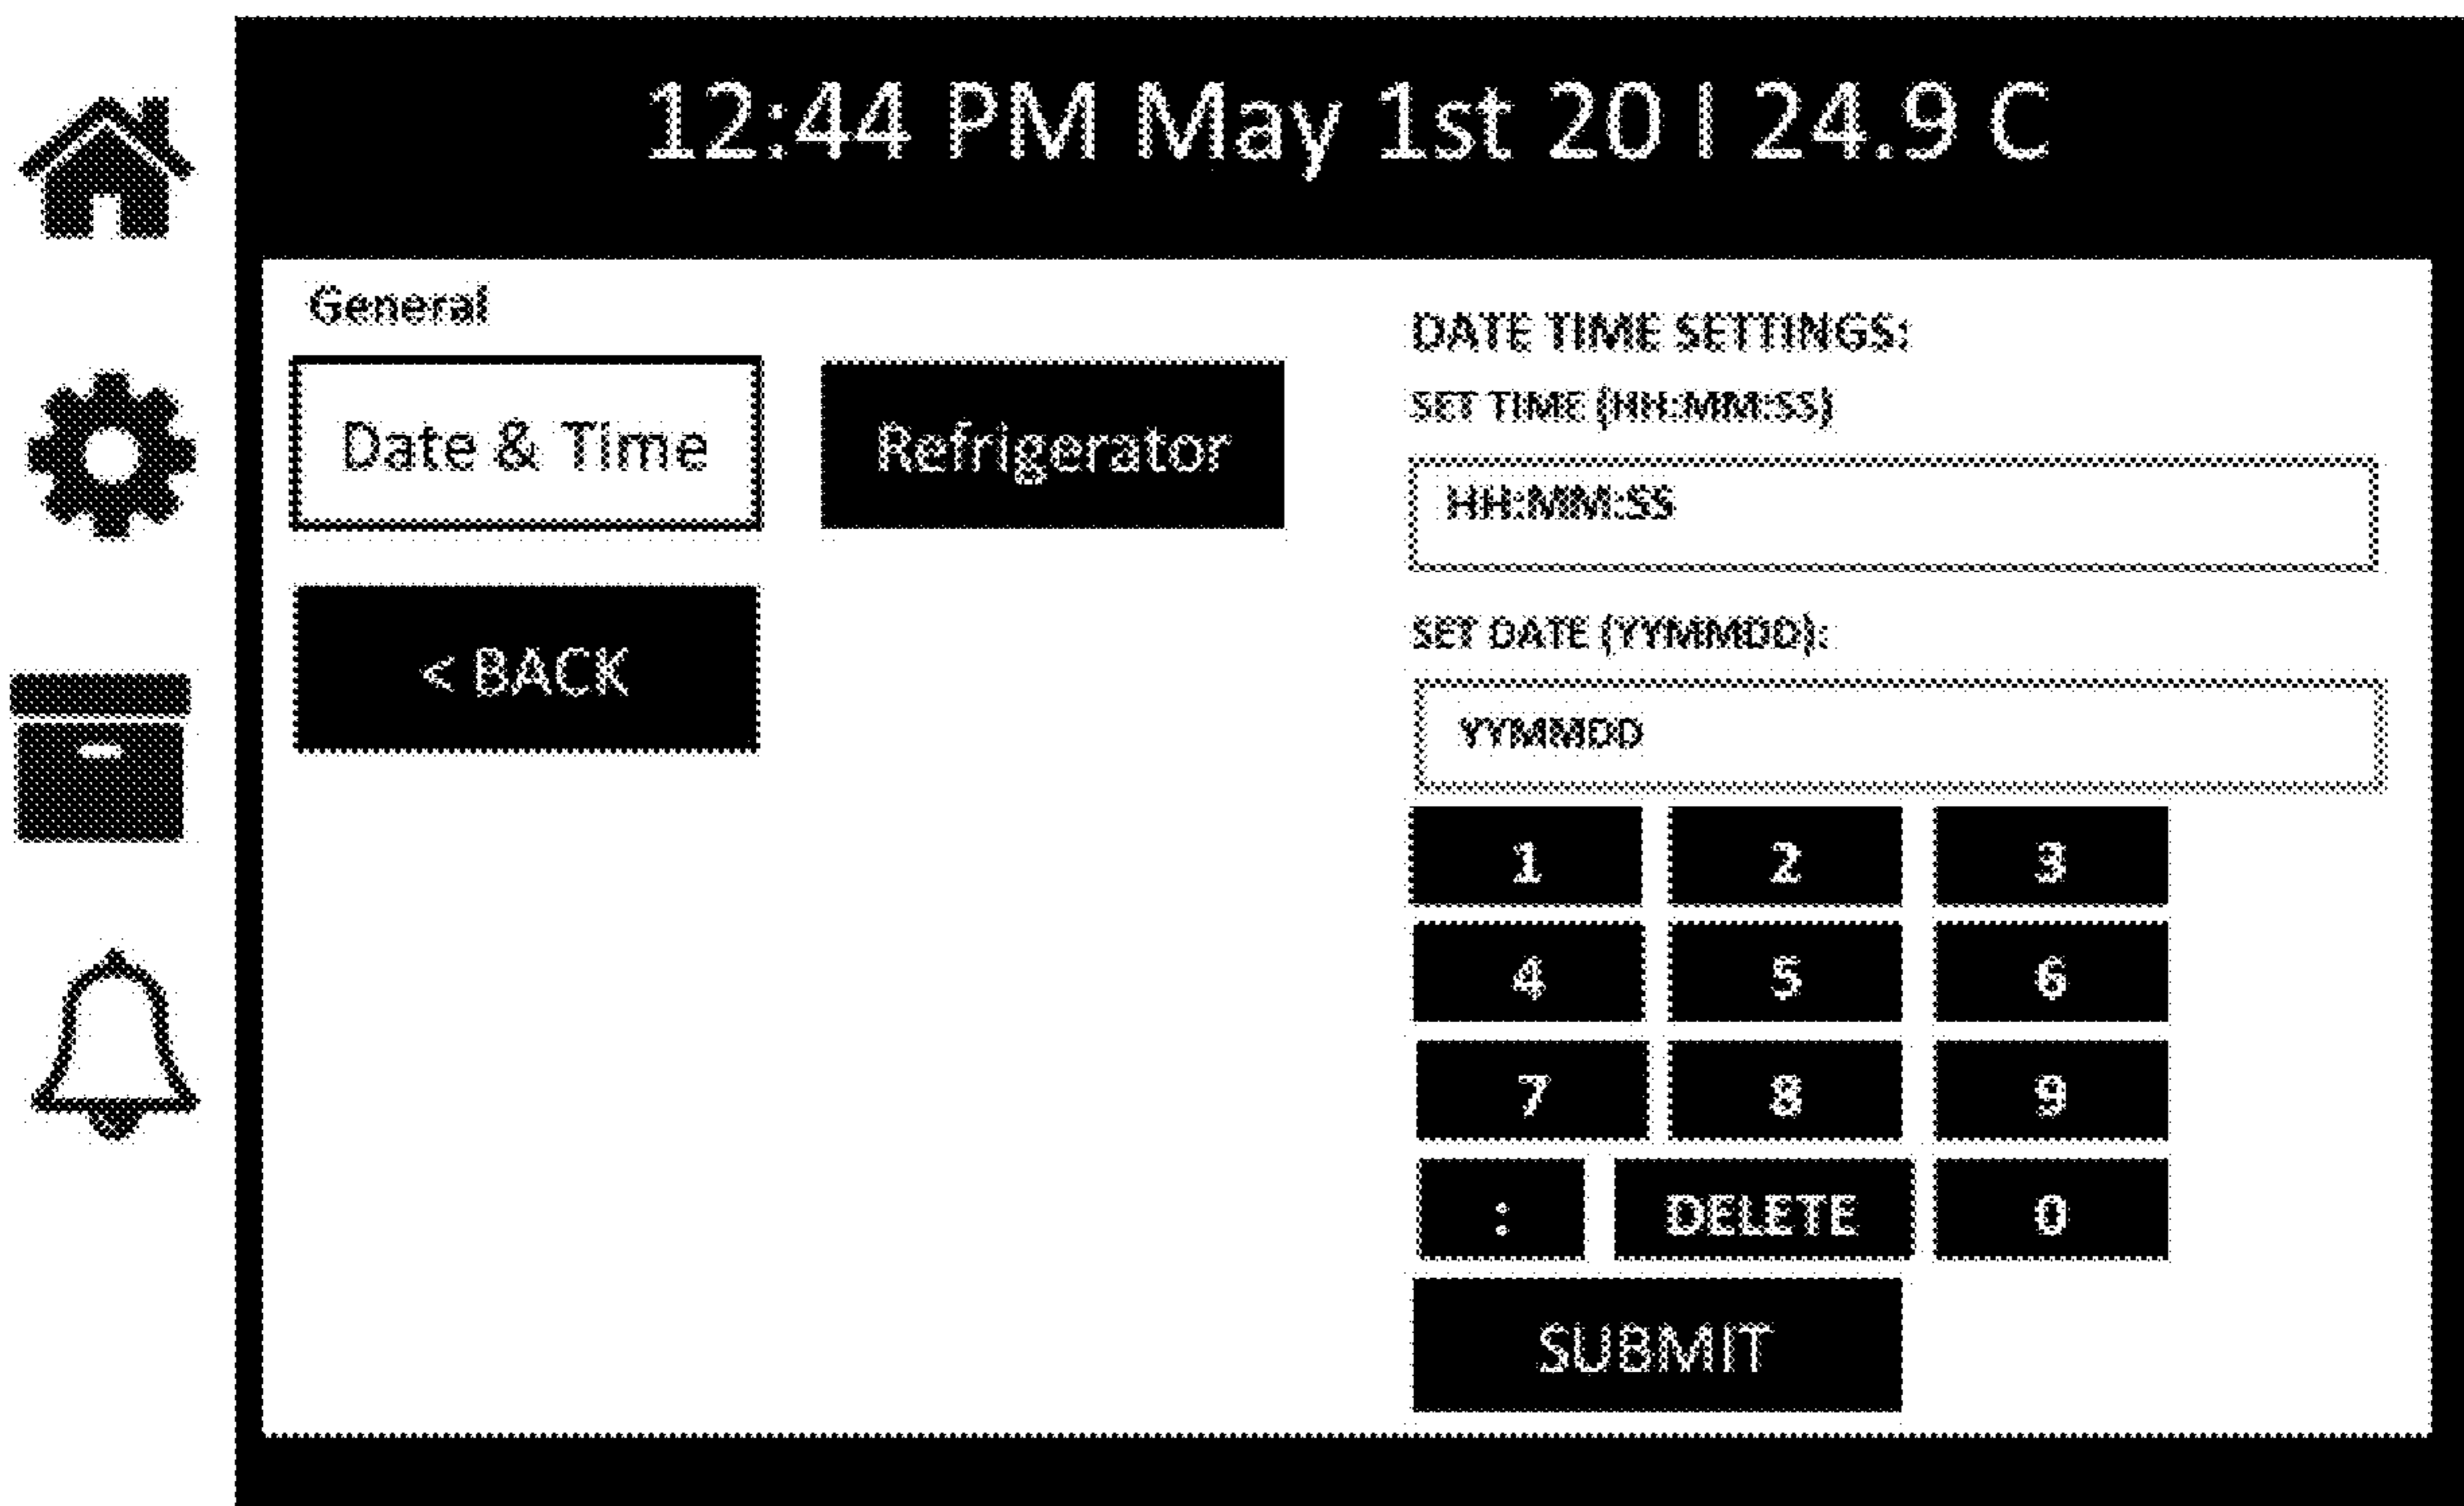 12:44 PM May 1st 20 I 24.9 C
General
Date & Time
Refrigerator
< BACK
DATE TIME SETTINGS:
SET TIME (HH:MM:SS)
HH:MM:SS
SET DATE (YYMMDD):
YYMMDD
1 2 3
4 5 6
7 8 9
: DELETE 0
SUBMIT